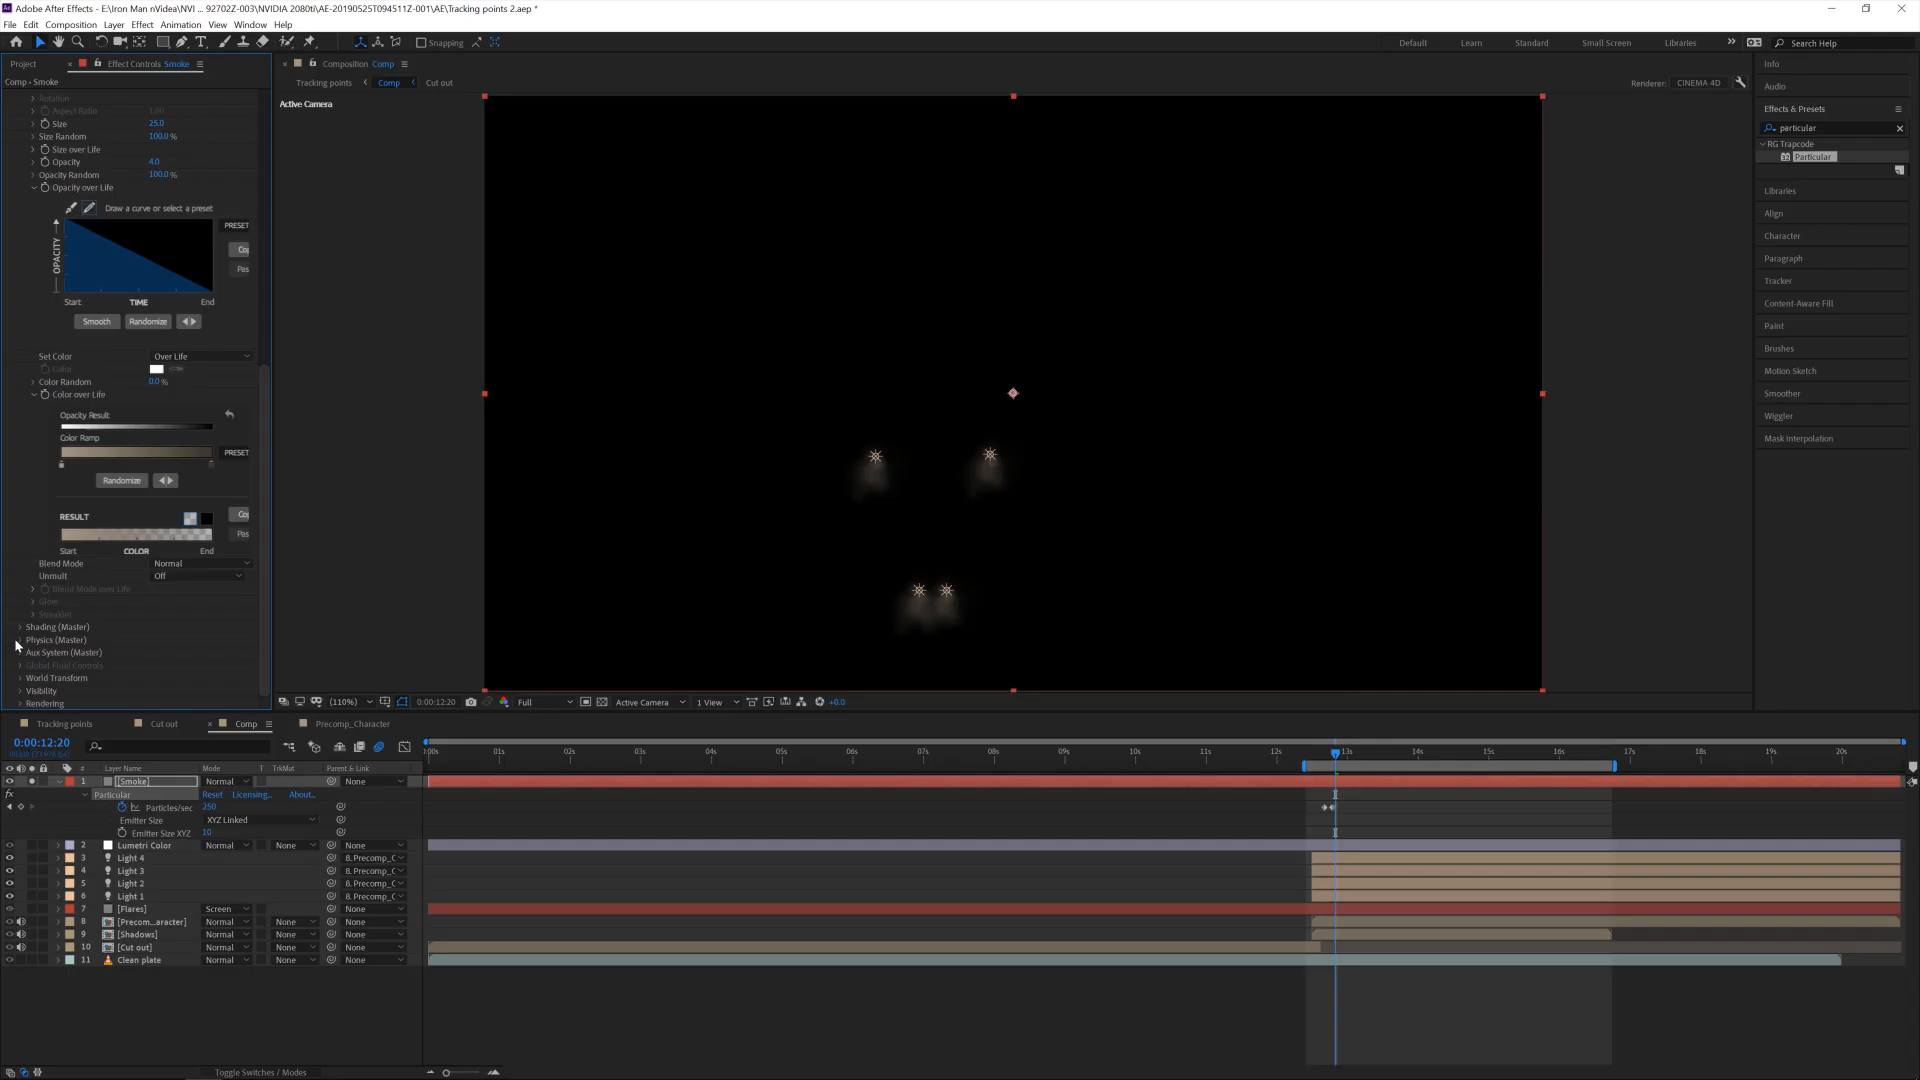 Adobe After Effects - E:\Iron Man nVidea\NVI ... 92702Z-003\NVIDIA 2080ti\AE-20190525T094511Z-001\AE\Tracking points 2.aep *
File Edit Composition Layer Effect Animation View Window Help
Snapping
Default Learn Standard Small Screen Libraries Search Help
Project Effect Controls Smoke
Composition Comp
Info
Comp - Smoke
Tracking points Comp Cut out
Renderer: CINEMA 4D
Audio
Active Camera
Effects & Presets
particular
RG Trapcode
Particular
Libraries
Align
Character
Paragraph
Tracker
Content-Aware Fill
Paint
Brushes
Motion Sketch
Smoother
Wiggler
Mask Interpolation
Rotation
Aspect Ratio 1.00
Size 25.0
Size Random 100.0 %
Size over Life
Opacity 4.0
Opacity Random 100.0 %
Opacity over Life
Draw a curve or select a preset
PRESET
OPACITY
Start TIME End
Smooth Randomize
Set Color Over Life
Color
Color Random 0.0 %
Color over Life
Opacity Result
Color Ramp
PRESET
Randomize
RESULT
Start COLOR End
Blend Mode Normal
Unmult Off
Blend Mode over Life
Glow
Streaklet
Shading (Master)
Physics (Master)
Aux System (Master)
Global Fluid Controls
World Transform
Visibility
Rendering
(110%) 0:00:12:20 Full Active Camera 1 View +0.0
Tracking points Cut out Comp Precomp_Character
0:00:12:20
:00s 01s 02s 03s 04s 05s 06s 07s 08s 09s 10s 11s 12s 13s 14s 15s 16s 17s 18s 19s 20s
# Layer Name Mode T TrkMat Parent & Link
1 [Smoke] Normal None
fx Particular Reset Licensing... About...
Particles/sec 250
Emitter Size XYZ Linked
Emitter Size XYZ 10
2 Lumetri Color Normal None None
3 Light 4 8. Precomp_C
4 Light 3 8. Precomp_C
5 Light 2 8. Precomp_C
6 Light 1 8. Precomp_C
7 [Flares] Screen None
8 [Precom...aracter] Normal None None
9 [Shadows] Normal None None
10 [Cut out] Normal None None
11 Clean plate Normal None None
Toggle Switches / Modes